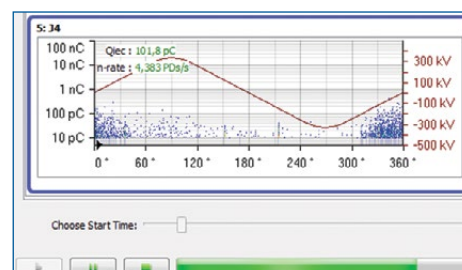 5: 34
Qiec : 101,8 pC
n-rate : 4,383 PDs/s
100 nC
10 nC
1 nC
100 pC
10 pC
300 kV
100 kV
-100 kV
-300 kV
-500 kV
0 ° 60 ° 120 ° 180 ° 240 ° 300 ° 360 °
Choose Start Time: